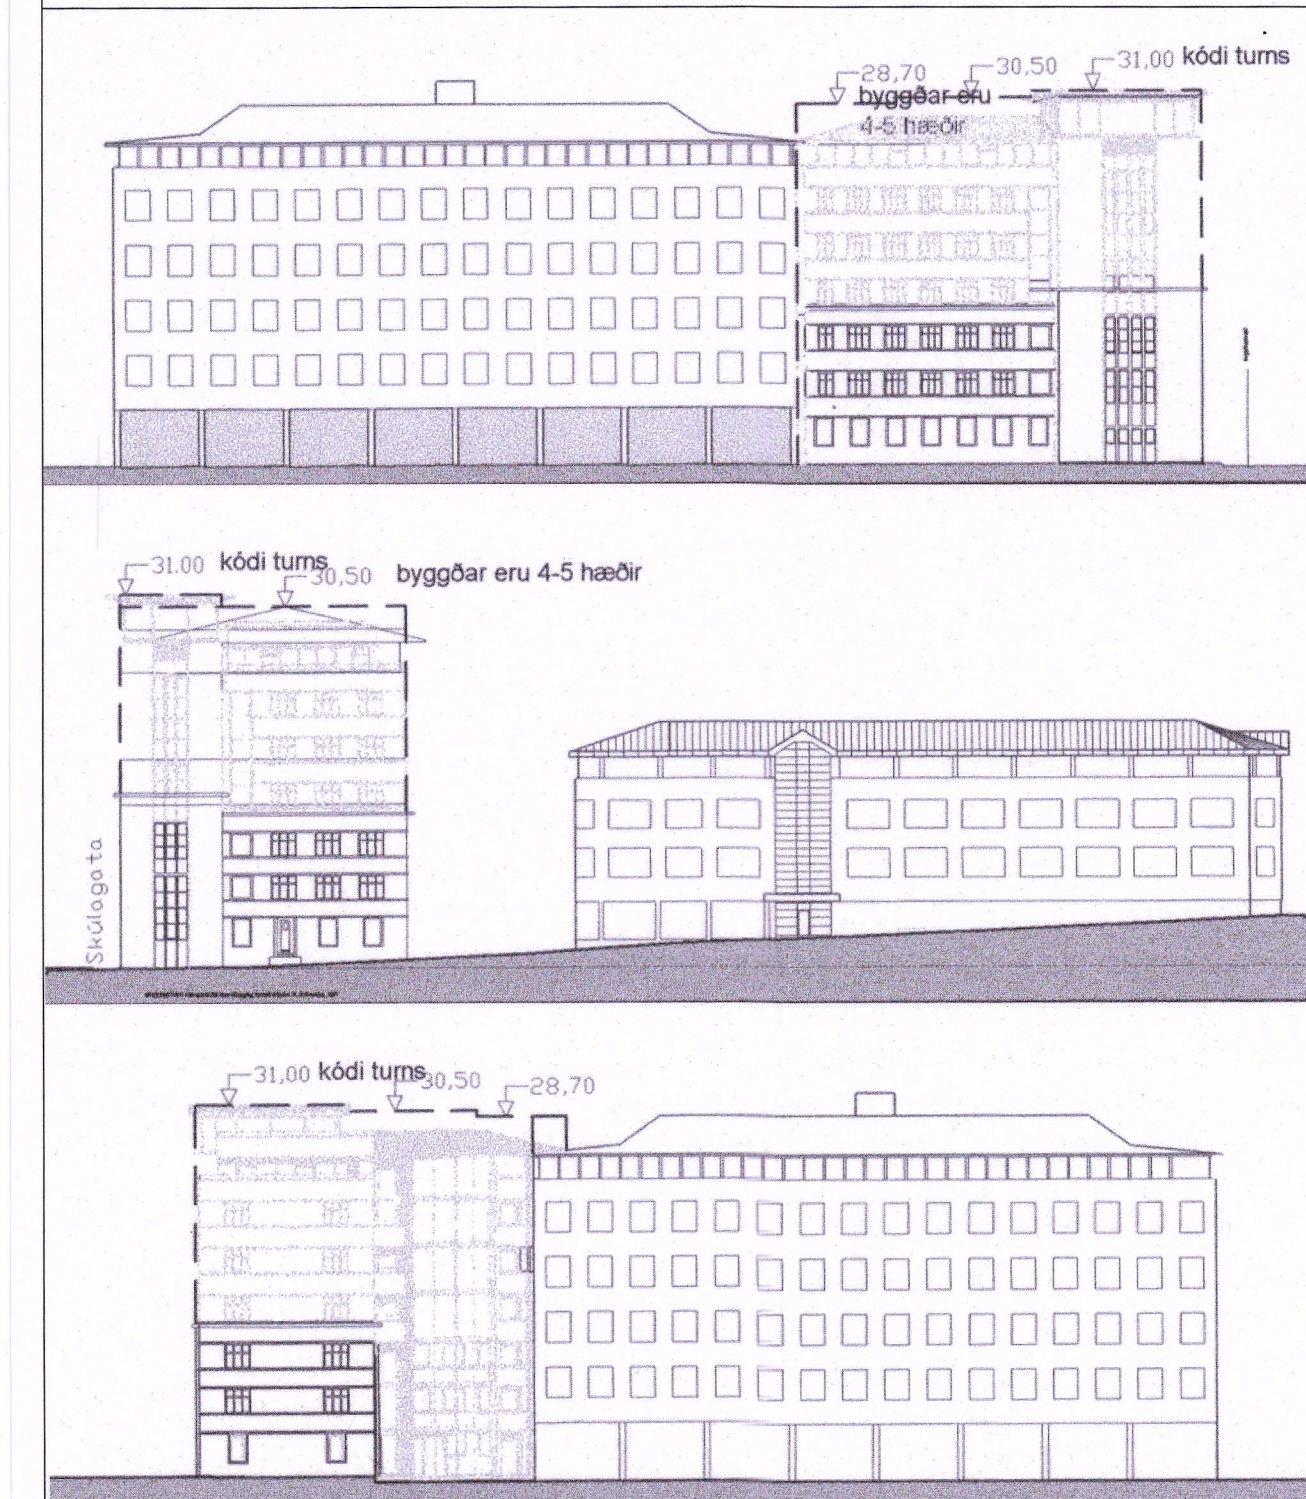 28,70
30,50
31,00 kódi turns
byggðar eru
4-5 hæðir
31.00 kódi turns
30,50
byggðar eru 4-5 hæðir
Skúlagata
31,00 kódi turns
30,50
28,70